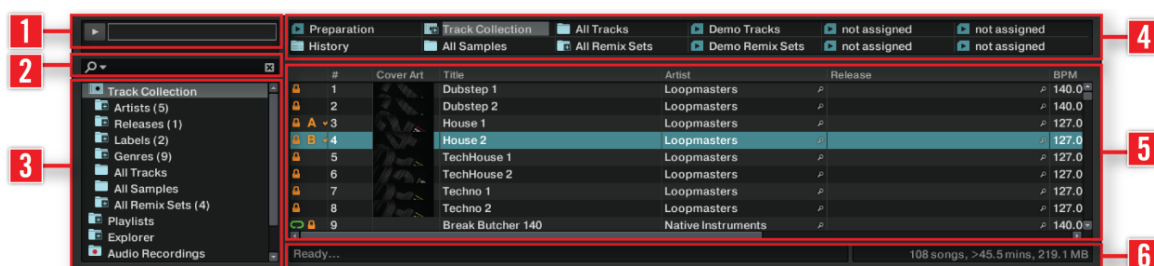 1
2
3
Track Collection
Artists (5)
Releases (1)
Labels (2)
Genres (9)
All Tracks
All Samples
All Remix Sets (4)
Playlists
Explorer
Audio Recordings
4
Preparation Track Collection All Tracks Demo Tracks not assigned not assigned
History All Samples All Remix Sets Demo Remix Sets not assigned not assigned
5
# Cover Art Title Artist Release BPM
1 Dubstep 1 Loopmasters 140.0
2 Dubstep 2 Loopmasters 140.0
A 3 House 1 Loopmasters 127.0
B 4 House 2 Loopmasters 127.0
5 TechHouse 1 Loopmasters 127.0
6 TechHouse 2 Loopmasters 127.0
7 Techno 1 Loopmasters 127.0
8 Techno 2 Loopmasters 127.0
9 Break Butcher 140 Native Instruments 140.0
6
Ready... 108 songs, >45.5 mins, 219.1 MB